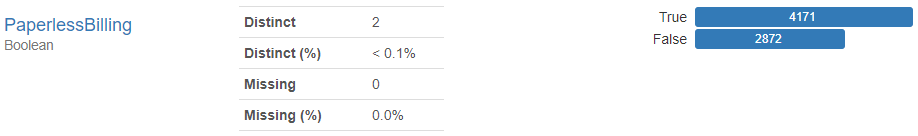 PaperlessBilling
Boolean
Distinct 2
Distinct (%) < 0.1%
Missing 0
Missing (%) 0.0%
True 4171
False 2872